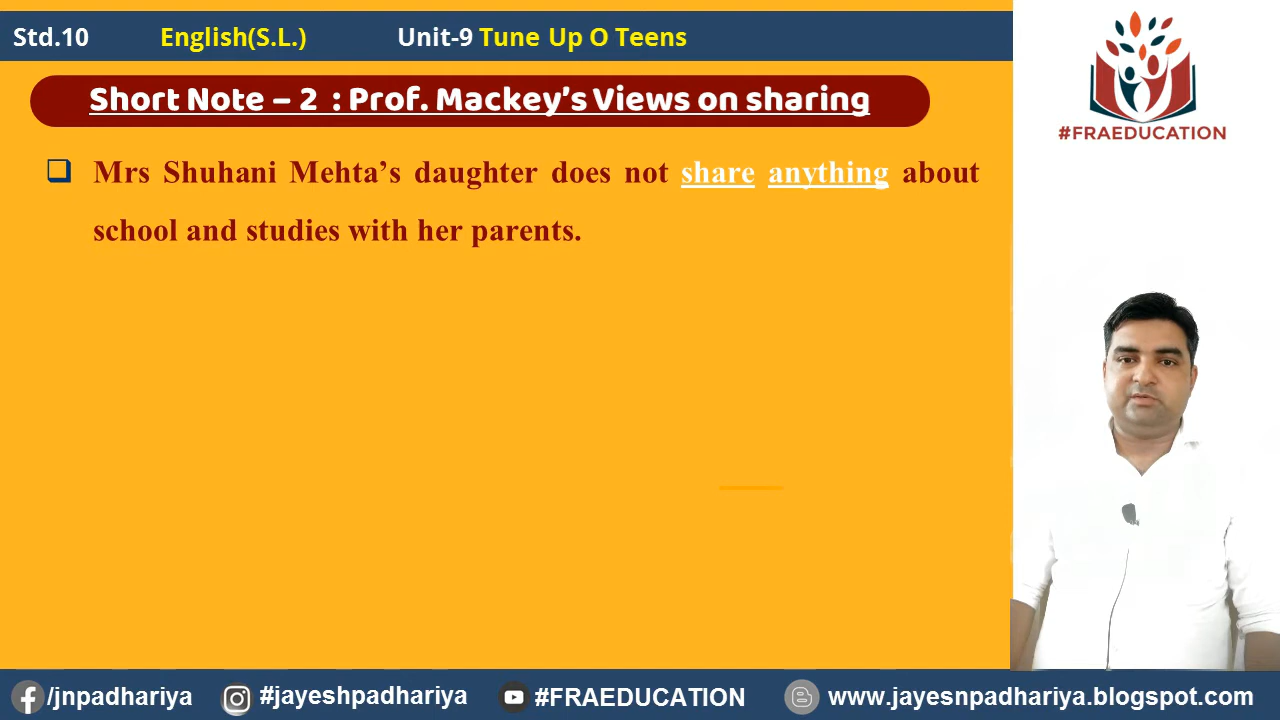 Std.10 English(S.L.) Unit-9 Tune Up O Teens
#FRAEDUCATION
Short Note – 2 : Prof. Mackey’s Views on sharing
Mrs Shuhani Mehta’s daughter does not share anything about
school and studies with her parents.
/jnpadhariya #jayeshpadhariya #FRAEDUCATION www.jayesnpadhariya.blogspot.com